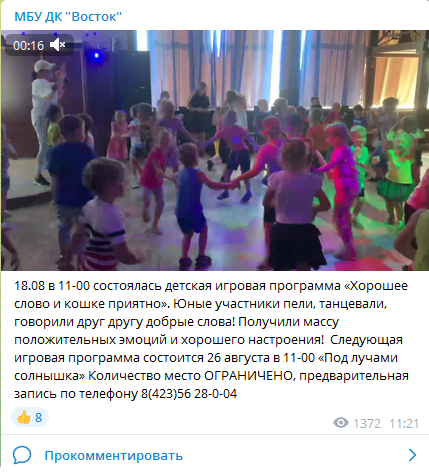 МБУ ДК "Восток"
00:16
18.08 в 11-00 состоялась детская игровая программа «Хорошее
слово и кошке приятно». Юные участники пели, танцевали,
говорили друг другу добрые слова! Получили массу
положительных эмоций и хорошего настроения!  Следующая
игровая программа состоится 26 августа в 11-00 «Под лучами
солнышка» Количество место ОГРАНИЧЕНО, предварительная
запись по телефону 8(423)56 28-0-04
8
1372 11:21
Прокомментировать